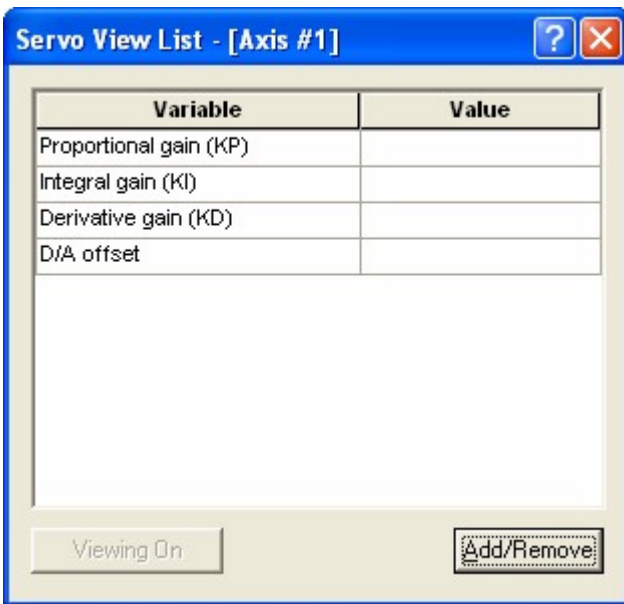 Servo View List - [Axis #1]
?
Variable Value
Proportional gain (KP)
Integral gain (KI)
Derivative gain (KD)
D/A offset
Viewing On Add/Remove